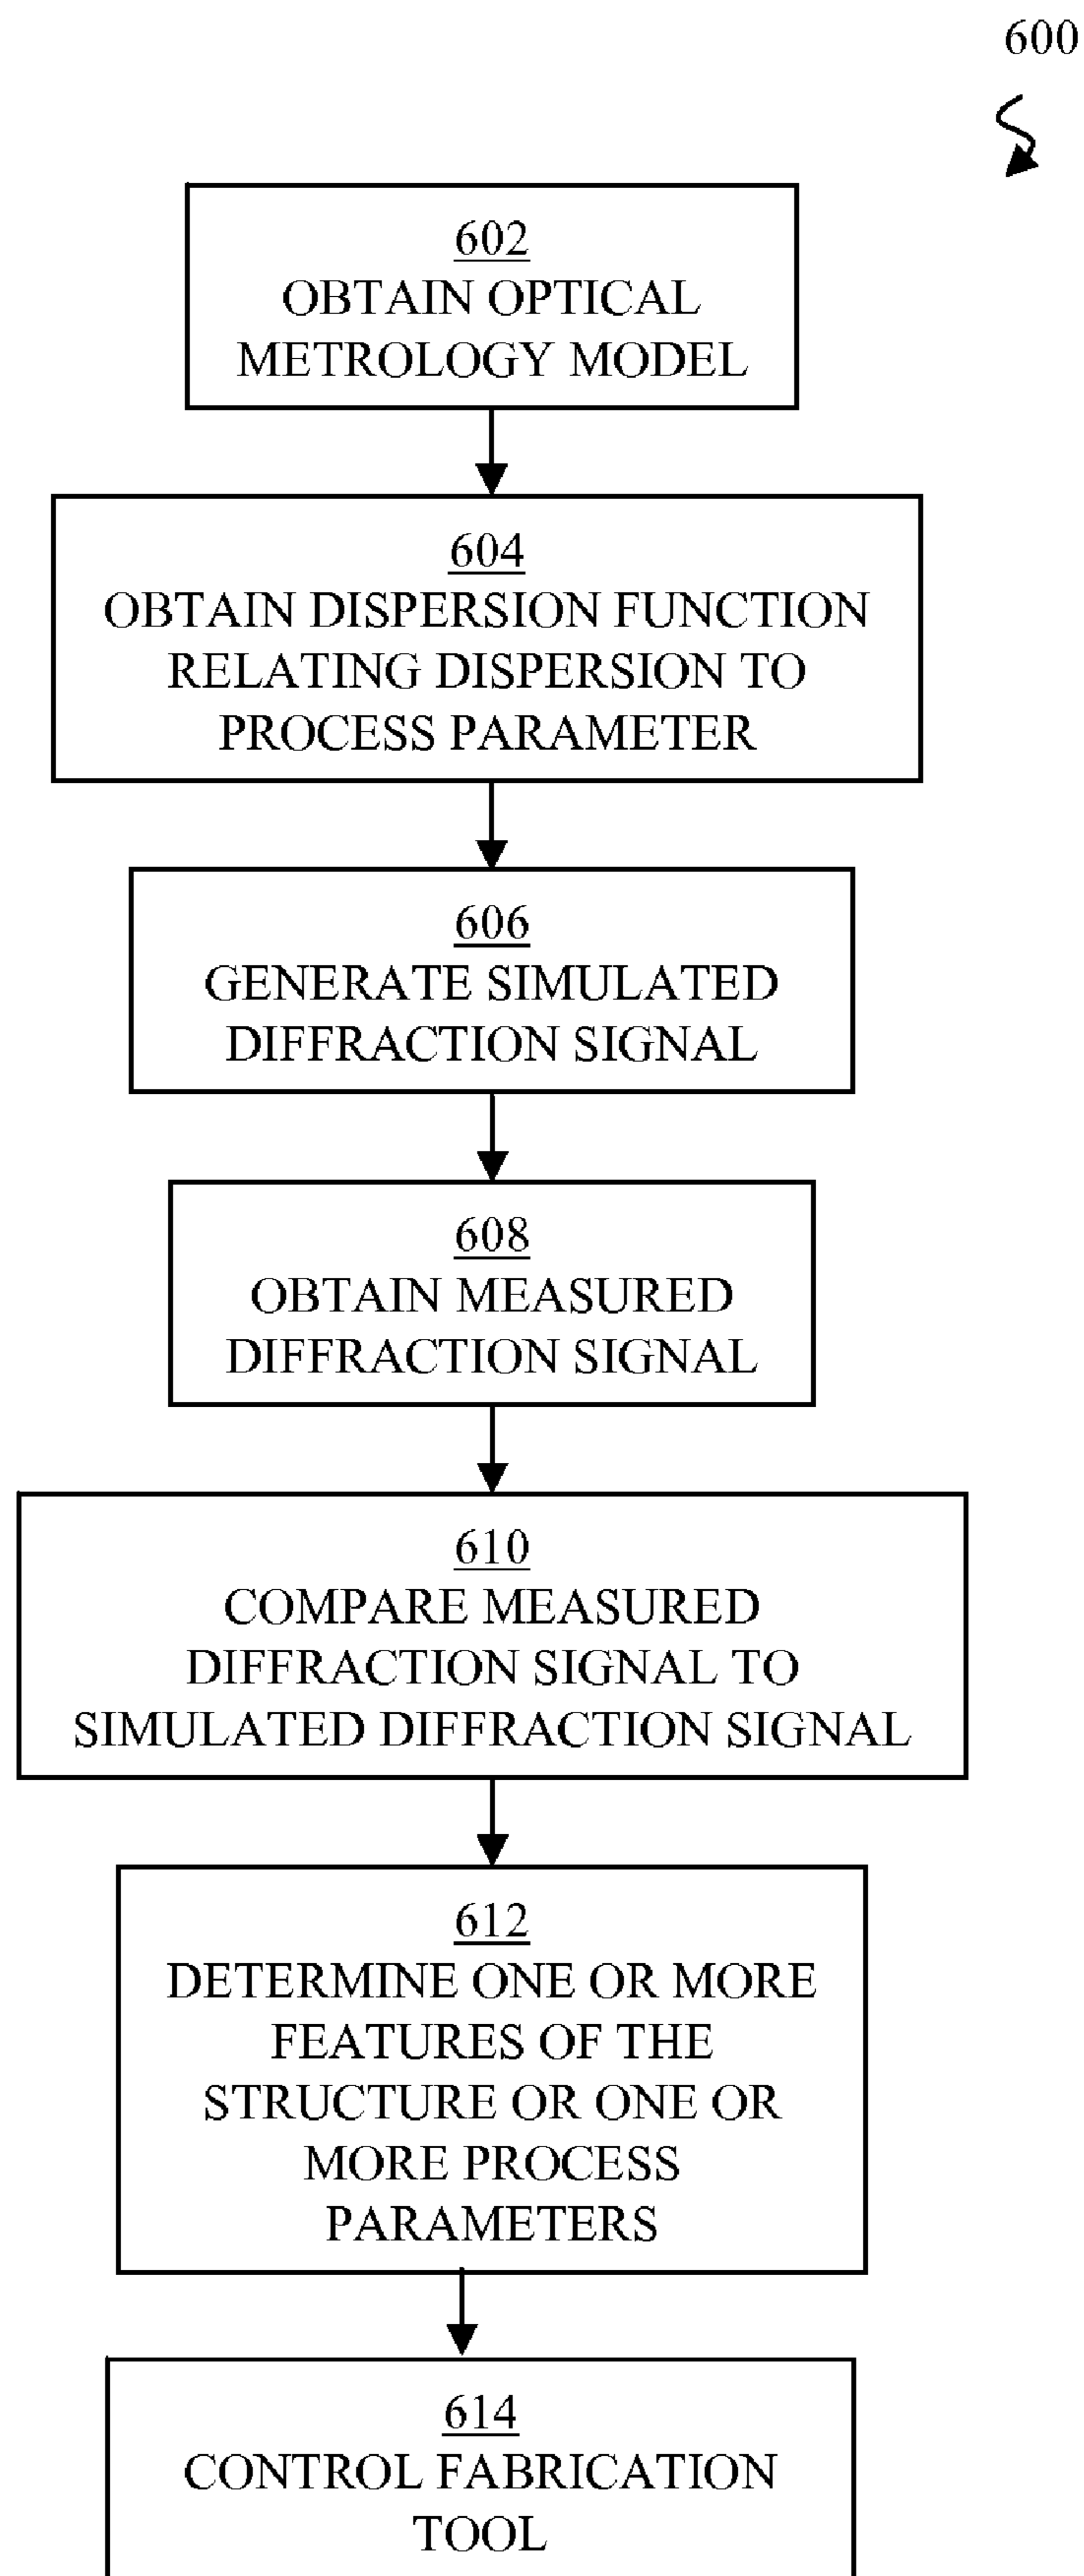 600
602
OBTAIN OPTICAL
METROLOGY MODEL
604
OBTAIN DISPERSION FUNCTION
RELATING DISPERSION TO
PROCESS PARAMETER
606
GENERATE SIMULATED
DIFFRACTION SIGNAL
608
OBTAIN MEASURED
DIFFRACTION SIGNAL
610
COMPARE MEASURED
DIFFRACTION SIGNAL TO
SIMULATED DIFFRACTION SIGNAL
612
DETERMINE ONE OR MORE
FEATURES OF THE
STRUCTURE OR ONE OR
MORE PROCESS
PARAMETERS
614
CONTROL FABRICATION
TOOL